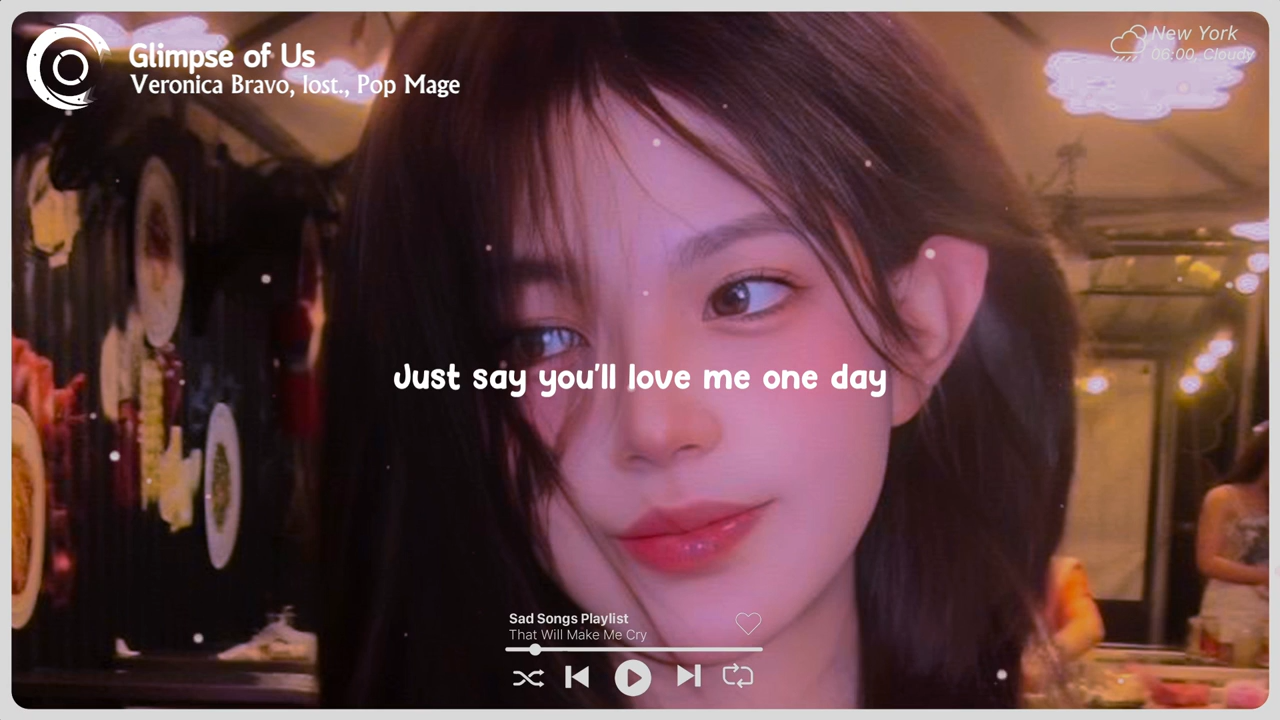 Glimpse of Us
Veronica Bravo, lost., Pop Mage
New York
06:00, Cloudy
Just say you'll love me one day
Sad Songs Playlist
That Will Make Me Cry